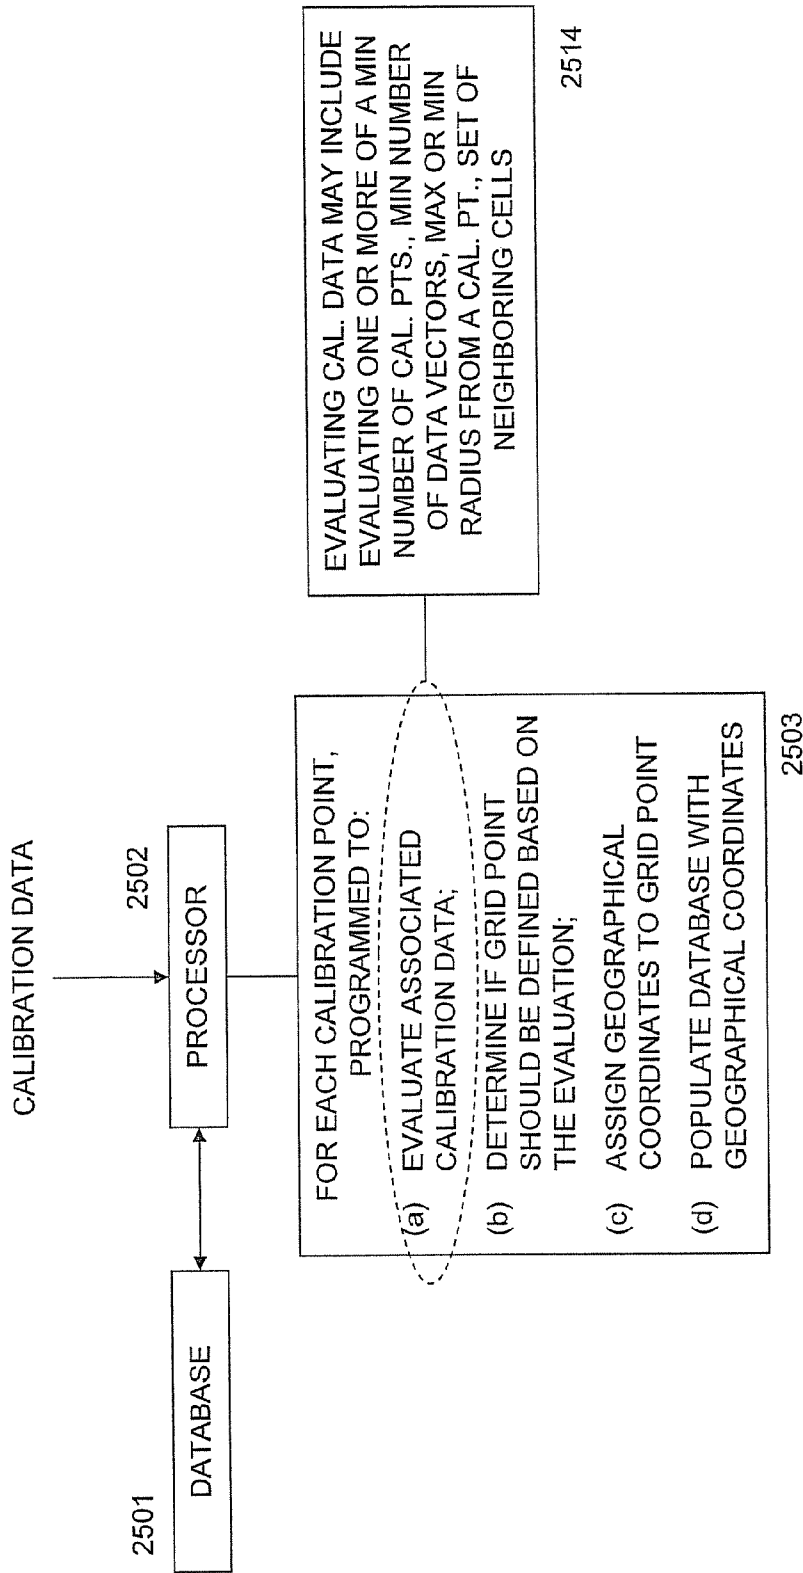 CALIBRATION DATA
2501
DATABASE
2502
PROCESSOR
FOR EACH CALIBRATION POINT,
PROGRAMMED TO:
(a) EVALUATE ASSOCIATED
CALIBRATION DATA;
(b) DETERMINE IF GRID POINT
SHOULD BE DEFINED BASED ON
THE EVALUATION;
(c) ASSIGN GEOGRAPHICAL
COORDINATES TO GRID POINT
(d) POPULATE DATABASE WITH
GEOGRAPHICAL COORDINATES
2503
EVALUATING CAL. DATA MAY INCLUDE
EVALUATING ONE OR MORE OF A MIN
NUMBER OF CAL. PTS., MIN NUMBER
OF DATA VECTORS, MAX OR MIN
RADIUS FROM A CAL. PT., SET OF
NEIGHBORING CELLS
2514